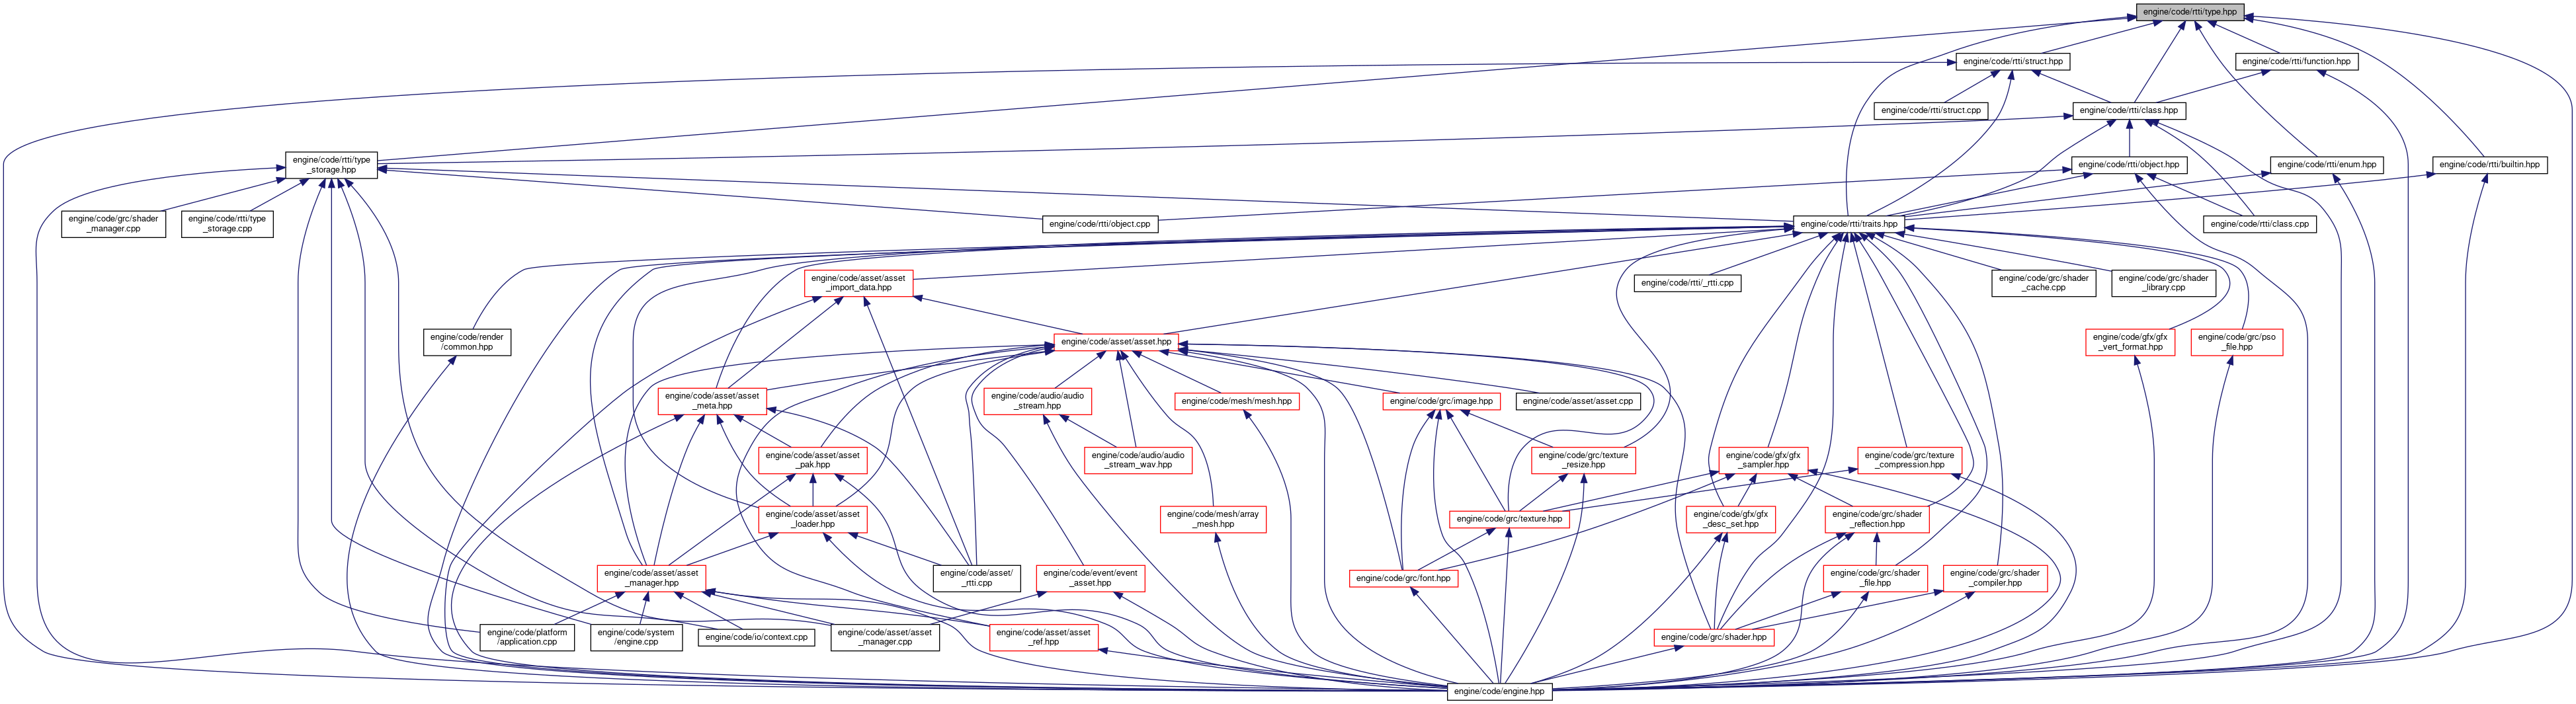 engine/code/rtti/type.hpp
engine/code/rtti/struct.hpp
engine/code/rtti/function.hpp
engine/code/rtti/struct.cpp
engine/code/rtti/class.hpp
engine/code/rtti/type
_storage.hpp
engine/code/rtti/object.hpp
engine/code/rtti/enum.hpp
engine/code/rtti/builtin.hpp
engine/code/grc/shader
_manager.cpp
engine/code/rtti/type
_storage.cpp
engine/code/rtti/object.cpp
engine/code/rtti/traits.hpp
engine/code/rtti/class.cpp
engine/code/asset/asset
_import_data.hpp
engine/code/rtti/_rtti.cpp
engine/code/grc/shader
_cache.cpp
engine/code/grc/shader
_library.cpp
engine/code/render
/common.hpp
engine/code/asset/asset.hpp
engine/code/gfx/gfx
_vert_format.hpp
engine/code/grc/pso
_file.hpp
engine/code/asset/asset
_meta.hpp
engine/code/audio/audio
_stream.hpp
engine/code/mesh/mesh.hpp
engine/code/grc/image.hpp
engine/code/asset/asset.cpp
engine/code/asset/asset
_pak.hpp
engine/code/audio/audio
_stream_wav.hpp
engine/code/grc/texture
_resize.hpp
engine/code/gfx/gfx
_sampler.hpp
engine/code/grc/texture
_compression.hpp
engine/code/asset/asset
_loader.hpp
engine/code/mesh/array
_mesh.hpp
engine/code/grc/texture.hpp
engine/code/gfx/gfx
_desc_set.hpp
engine/code/grc/shader
_reflection.hpp
engine/code/asset/asset
_manager.hpp
engine/code/asset/
_rtti.cpp
engine/code/event/event
_asset.hpp
engine/code/grc/font.hpp
engine/code/grc/shader
_file.hpp
engine/code/grc/shader
_compiler.hpp
engine/code/platform
/application.cpp
engine/code/system
/engine.cpp
engine/code/io/context.cpp
engine/code/asset/asset
_manager.cpp
engine/code/asset/asset
_ref.hpp
engine/code/grc/shader.hpp
engine/code/engine.hpp